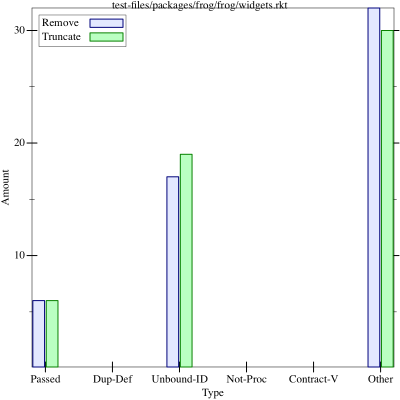 test-files/packages/frog/frog/widgets.rkt
Remove
Truncate
30
20
10
Amount
Passed Dup-Def Unbound-ID Not-Proc Contract-V Other
Type